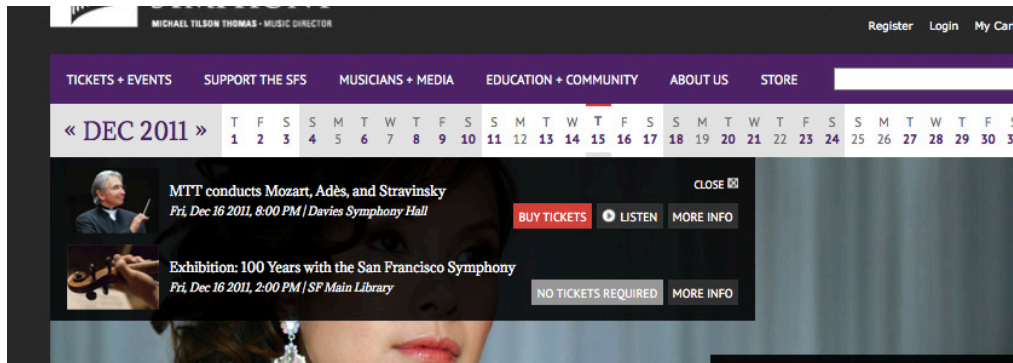 SYMPHONY
MICHAEL TILSON THOMAS - MUSIC DIRECTOR
Register Login My Car
TICKETS + EVENTS SUPPORT THE SFS MUSICIANS + MEDIA EDUCATION + COMMUNITY ABOUT US STORE
« DEC 2011 »
T F S S M T W T F S S M T W T F S S M T W T F S S M T W T F S
1 2 3 4 5 6 7 8 9 10 11 12 13 14 15 16 17 18 19 20 21 22 23 24 25 26 27 28 29 30 3
CLOSE
MTT conducts Mozart, Adès, and Stravinsky
Fri, Dec 16 2011, 8:00 PM | Davies Symphony Hall
BUY TICKETS LISTEN MORE INFO
Exhibition: 100 Years with the San Francisco Symphony
Fri, Dec 16 2011, 2:00 PM | SF Main Library
NO TICKETS REQUIRED MORE INFO